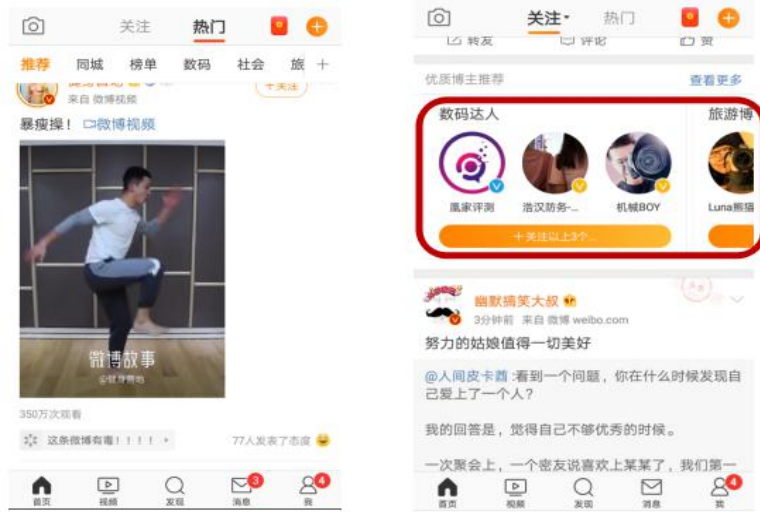 关注 热门
推荐 同城 榜单 数码 社会 旅
+关注
来自 微博视频
暴瘦操! 微博视频
微博故事
@健身营地
350万次观看
这条微博有毒!!!!
77人发表了态度
3
4
首页 视频 发现 消息 我
关注 热门
转发 评论 赞
优质博主推荐 查看更多
数码达人
旅游博
凰家评测 浩汉防务-... 机械BOY Luna熊猫
+关注以上3个...
幽默搞笑大叔
3分钟前 来自 微博 weibo.com
努力的姑娘值得一切美好
@人间皮卡酋:看到一个问题,你在什么时候发现自
己爱上了一个人?
我的回答是,觉得自己不够优秀的时候。
一次聚会上,一个密友说喜欢上某某了,我们第一
4
首页 视频 发现 消息 我